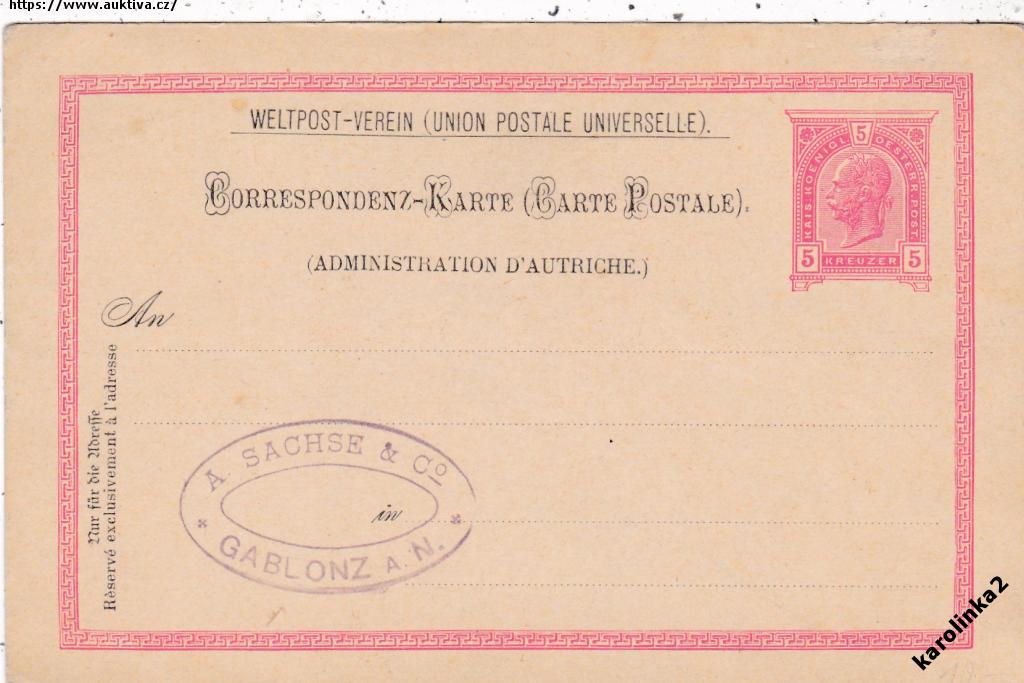 https://www.auktiva.cz/
WELTPOST-VEREIN (UNION POSTALE UNIVERSELLE).
CORRESPONDENZ-KARTE (CARTE POSTALE).
(ADMINISTRATION D'AUTRICHE.)
5
KAIS. KOENIGL. OESTERR. POST
5 KREUZER 5
An
Nur für die Adresse
Réservé exclusivement à l'adresse
A. SACHSE & Co
in
* GABLONZ A. N. *
karolinka2